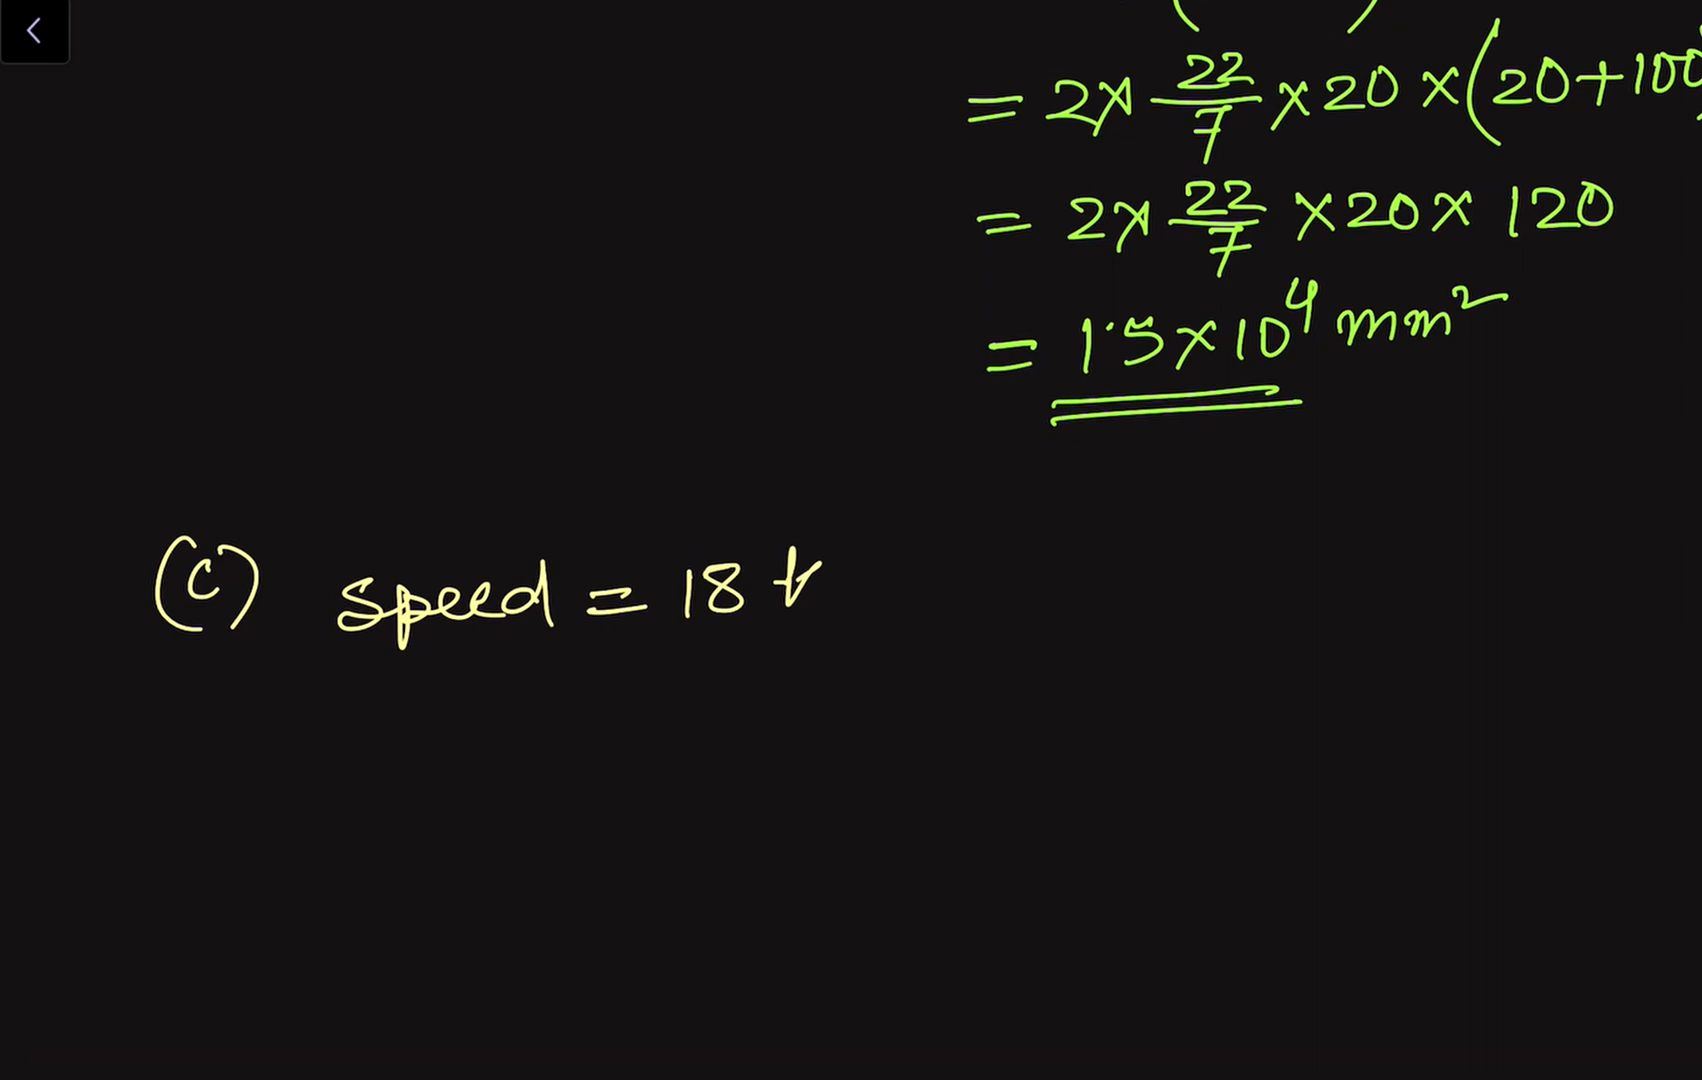 = 2 × 22/7 × 20 × (20+100)
= 2 × 22/7 × 20 × 120
= 1.5 × 10⁴ mm²
(c) speed = 18